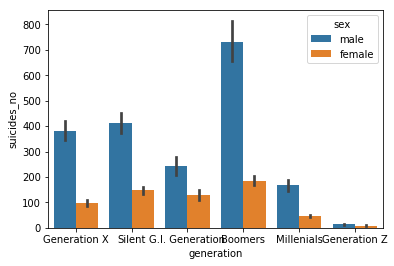 sex
male
female
800
700
600
500
400
300
200
100
0
suicides_no
Generation X Silent G.I. Generation Boomers Millenials Generation Z
generation